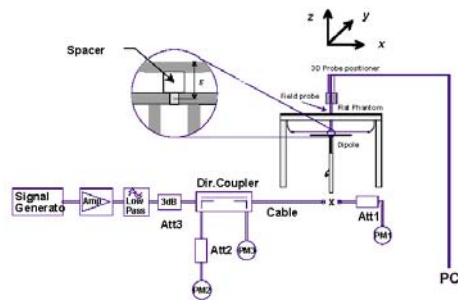 z
y
x
Spacer
s
3D Probe positioner
Field probe
Flat Phantom
Dipole
Dir.Coupler
Signal
Generato
Amp
Low
Pass
3dB
Att3
Cable
x
Att1
PM1
Att2
PM3
PM2
PC